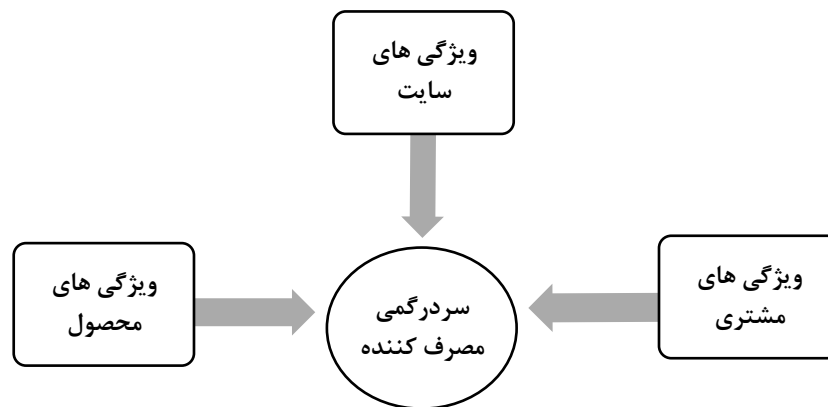 ویژگی های
سایت
ویژگی های
مشتری
سردرگمی
مصرف کننده
ویژگی های
محصول